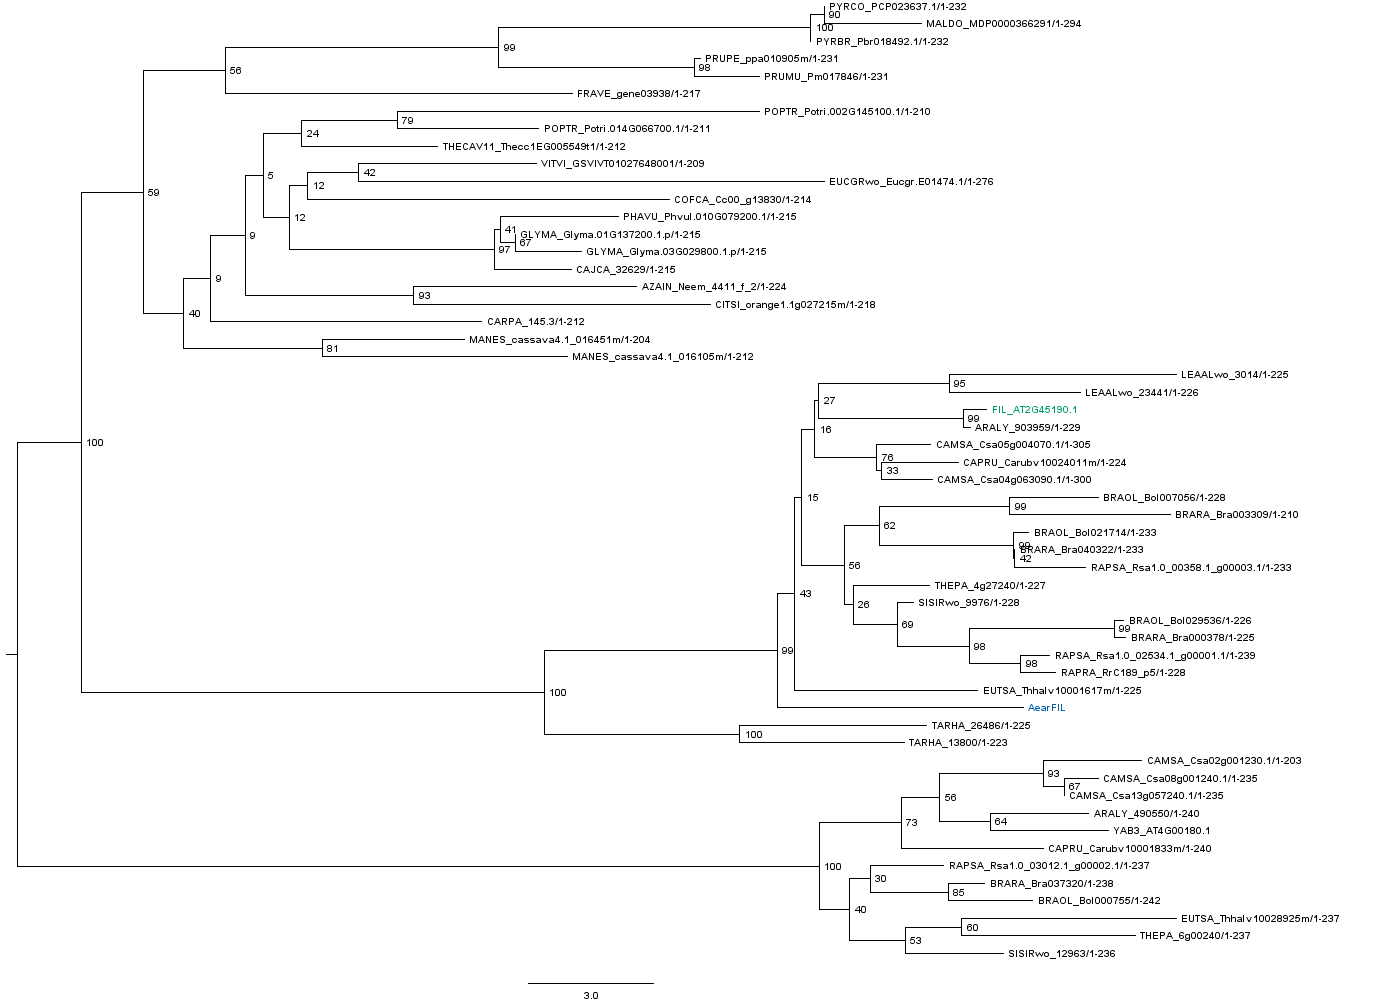 PYRCO_PCP023637.1/1-232
90
MALDO_MDP0000366291/1-294
100
PYRBR_Pbr018492.1/1-232
99
PRUPE_ppa010905m/1-231
98
PRUMU_Pm017846/1-231
56
FRAVE_gene03938/1-217
POPTR_Potri.002G145100.1/1-210
79
POPTR_Potri.014G066700.1/1-211
24
THECAV11_Thecc1EG005549t1/1-212
59
5
VITVI_GSVIVT01027648001/1-209
42
EUCGRwo_Eucgr.E01474.1/1-276
12
COFCA_Cc00_g13830/1-214
12
PHAVU_Phvul.010G079200.1/1-215
41
GLYMA_Glyma.01G137200.1.p/1-215
67
GLYMA_Glyma.03G029800.1.p/1-215
97
CAJCA_32629/1-215
9
AZAIN_Neem_4411_f_2/1-224
93
CITSI_orange1.1g027215m/1-218
9
CARPA_145.3/1-212
40
MANES_cassava4.1_016451m/1-204
81
MANES_cassava4.1_016105m/1-212
100
LEAALwo_3014/1-225
95
LEAALwo_23441/1-226
27
FIL_AT2G45190.1
99
ARALY_903959/1-229
16
CAMSA_Csa05g004070.1/1-305
76
CAPRU_Carubv10024011m/1-224
33
CAMSA_Csa04g063090.1/1-300
15
BRAOL_Bol007056/1-228
99
BRARA_Bra003309/1-210
62
BRAOL_Bol021714/1-233
99
BRARA_Bra040322/1-233
42
RAPSA_Rsa1.0_00358.1_g00003.1/1-233
56
THEPA_4g27240/1-227
26
SISIRwo_9976/1-228
69
BRAOL_Bol029536/1-226
99
BRARA_Bra000378/1-225
98
RAPSA_Rsa1.0_02534.1_g00001.1/1-239
98
RAPRA_RrC189_p5/1-228
43
EUTSA_Thhalv10001617m/1-225
99
AearFIL
100
TARHA_26486/1-225
100
TARHA_13800/1-223
CAMSA_Csa02g001230.1/1-203
93
CAMSA_Csa08g001240.1/1-235
67
CAMSA_Csa13g057240.1/1-235
56
ARALY_490550/1-240
64
YAB3_AT4G00180.1
73
CAPRU_Carubv10001833m/1-240
100
RAPSA_Rsa1.0_03012.1_g00002.1/1-237
30
BRARA_Bra037320/1-238
85
BRAOL_Bol000755/1-242
40
EUTSA_Thhalv10028925m/1-237
60
THEPA_6g00240/1-237
53
SISIRwo_12963/1-236
3.0